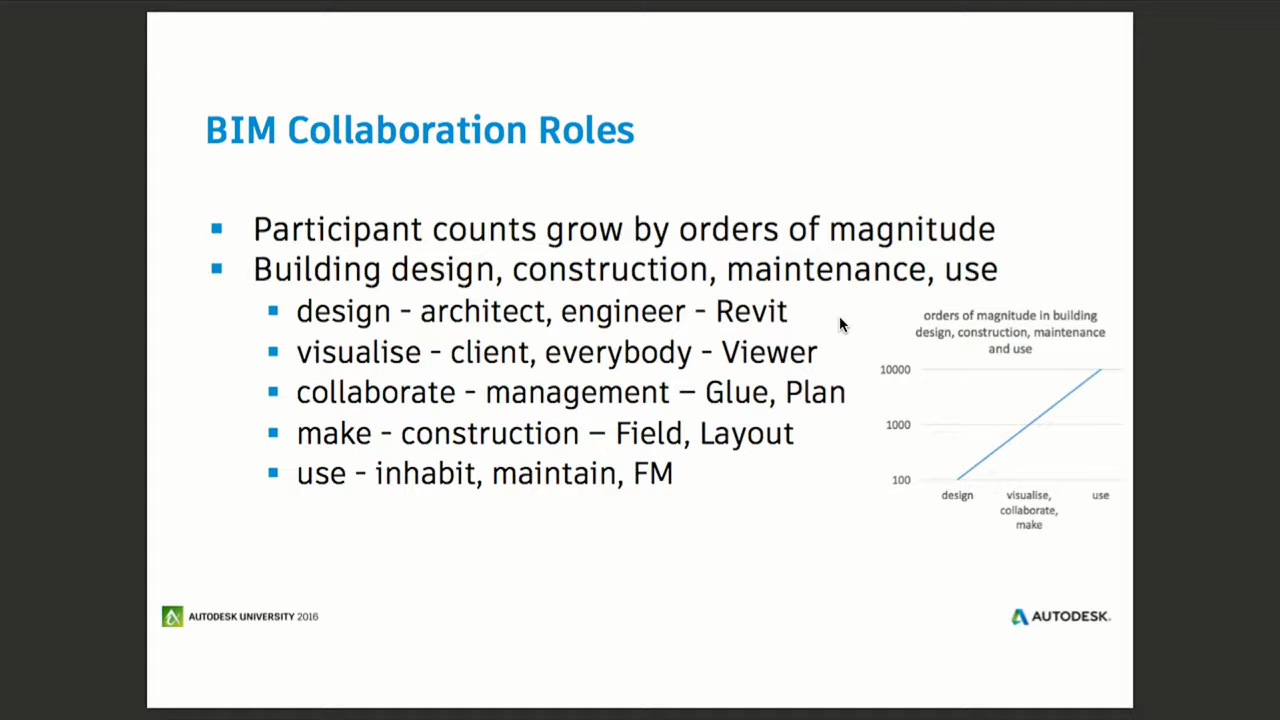 BIM Collaboration Roles
Participant counts grow by orders of magnitude
Building design, construction, maintenance, use
design - architect, engineer - Revit
visualise - client, everybody - Viewer
collaborate - management – Glue, Plan
make - construction – Field, Layout
use - inhabit, maintain, FM
orders of magnitude in building
design, construction, maintenance
and use
10000
1000
100
design
visualise,
collaborate,
make
use
AUTODESK UNIVERSITY 2016
AUTODESK.